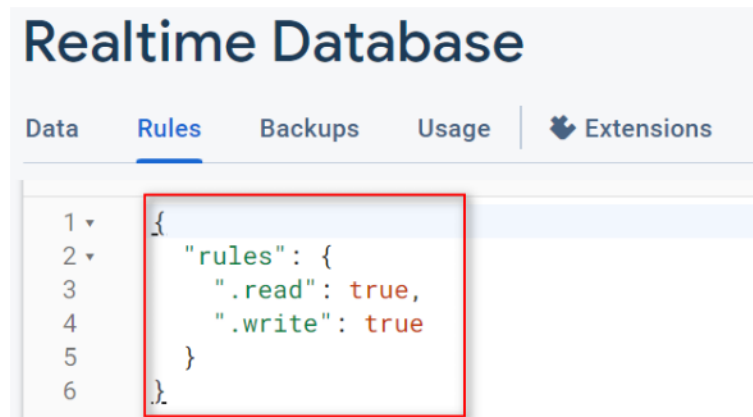 Realtime Database
Data Rules Backups Usage Extensions
1 {
2 "rules": {
3 ".read": true,
4 ".write": true
5 }
6 }